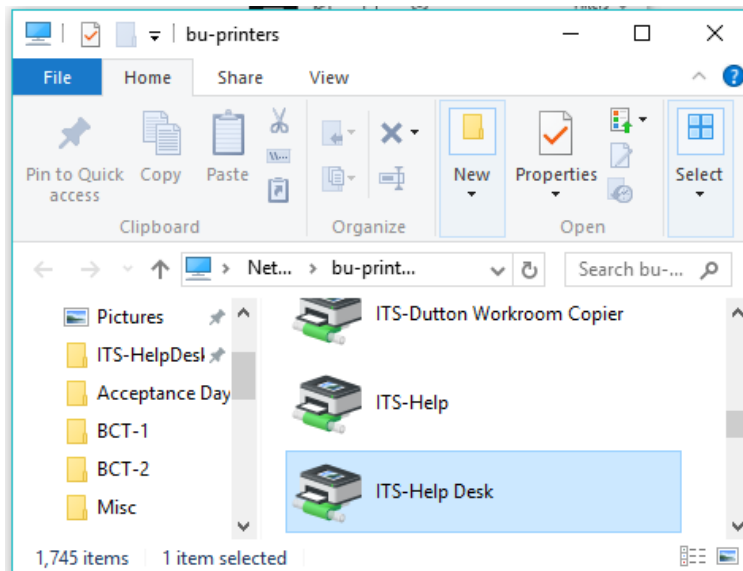 bu-printers
File Home Share View
Pin to Quick access
Copy
Paste
New
Properties
Select
Clipboard
Organize
Open
Net... bu-print...
Search bu-...
Pictures
ITS-HelpDesk
Acceptance Day
BCT-1
BCT-2
Misc
ITS-Dutton Workroom Copier
ITS-Help
ITS-Help Desk
1,745 items 1 item selected